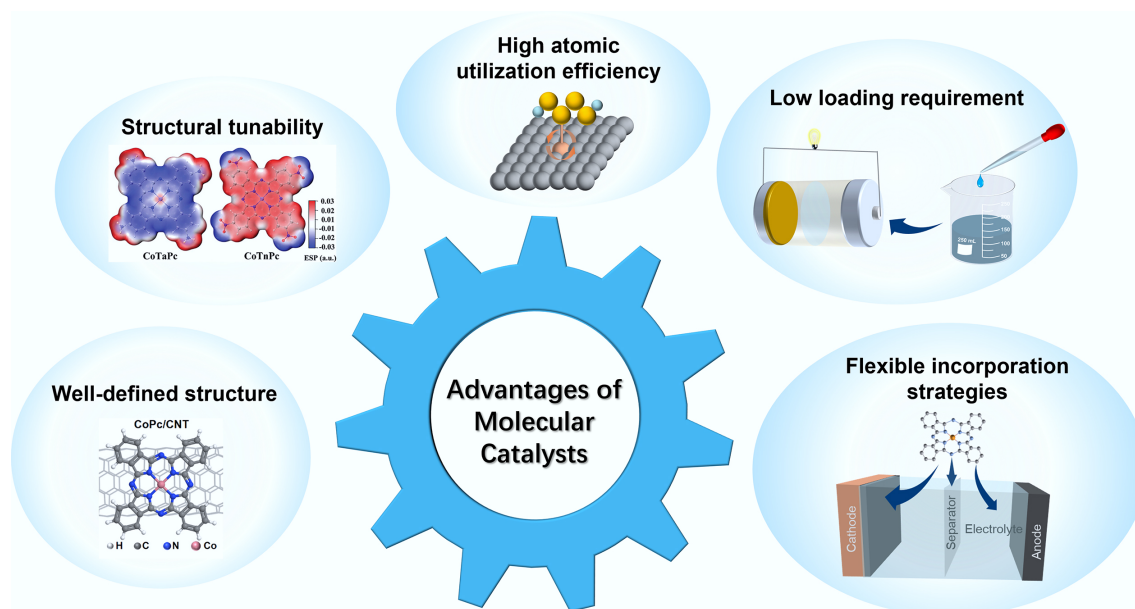 High atomic
utilization efficiency
Structural tunability
0.03
0.02
0.01
-0.01
-0.02
-0.03
CoTaPc
CoTnPc
ESP (a.u.)
Low loading requirement
250 mL
150
100
50
Well-defined structure
CoPc/CNT
H C N Co
Advantages of
Molecular
Catalysts
Flexible incorporation
strategies
Cathode
Separator
Electrolyte
Anode